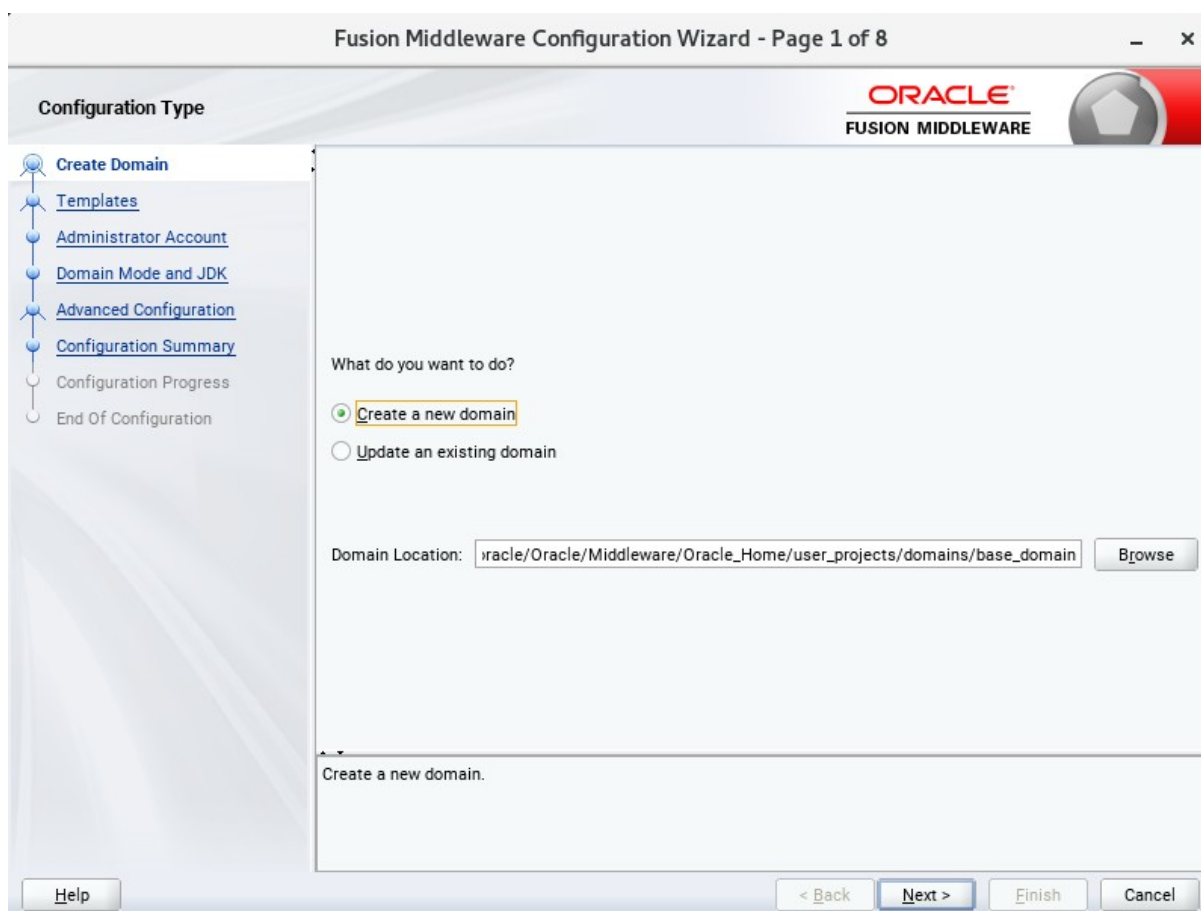 Fusion Middleware Configuration Wizard - Page 1 of 8
Configuration Type
ORACLE
FUSION MIDDLEWARE
Create Domain
Templates
Administrator Account
Domain Mode and JDK
Advanced Configuration
Configuration Summary
Configuration Progress
End Of Configuration
What do you want to do?
Create a new domain
Update an existing domain
Domain Location: racle/Oracle/Middleware/Oracle_Home/user_projects/domains/base_domain Browse
Create a new domain.
Help < Back Next > Finish Cancel